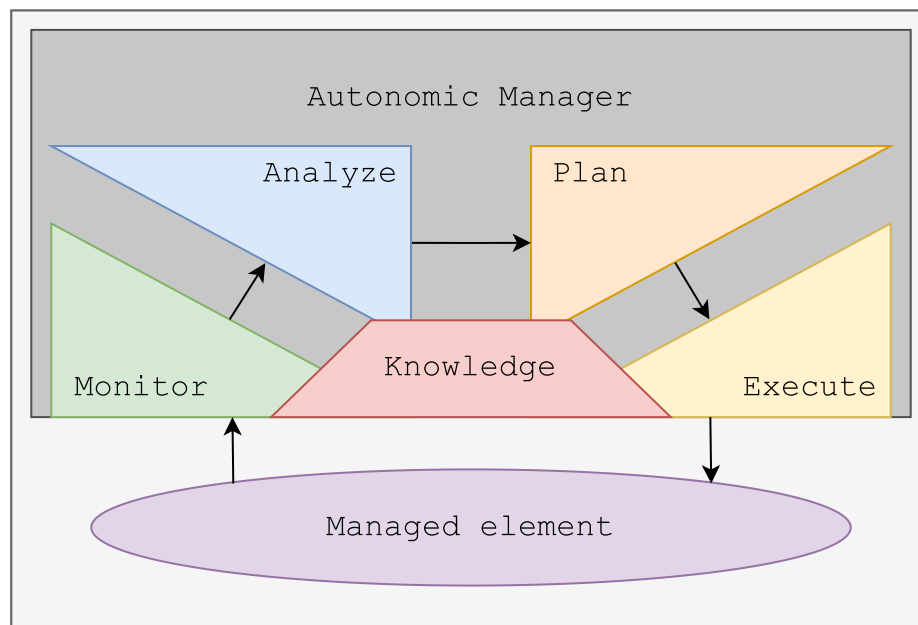 Autonomic Manager
Analyze
Plan
Knowledge
Monitor
Execute
Managed element